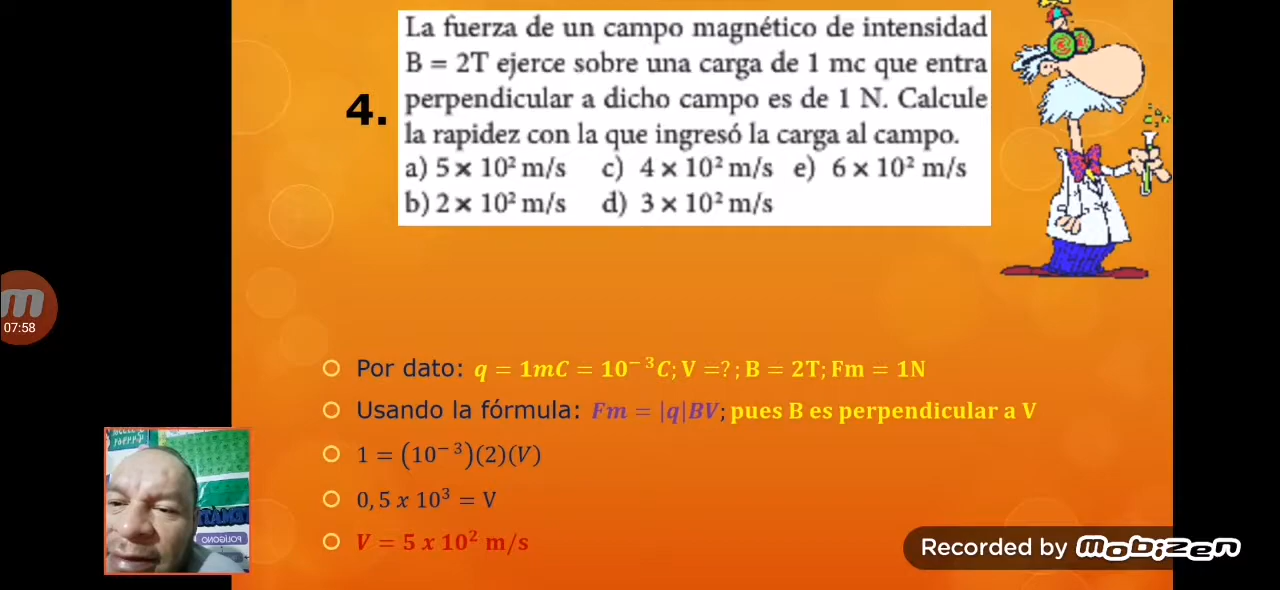 La fuerza de un campo magnético de intensidad
B = 2T ejerce sobre una carga de 1 mc que entra
4. perpendicular a dicho campo es de 1 N. Calcule
la rapidez con la que ingresó la carga al campo.
a) 5 × 10² m/s c) 4 × 10² m/s e) 6 × 10² m/s
b) 2 × 10² m/s d) 3 × 10² m/s
m
07:58
Por dato: q = 1mC = 10⁻³C; V =? ; B = 2T; Fm = 1N
Usando la fórmula: Fm = |q|BV; pues B es perpendicular a V
1 = (10⁻³)(2)(V)
0,5 x 10³ = V
V = 5 x 10² m/s
POLIGONO
Recorded by mobizen